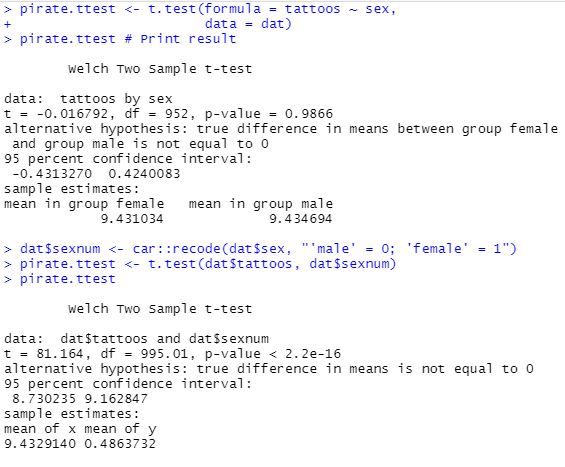 > pirate.ttest <- t.test(formula = tattoos ~ sex,
+                        data = dat)
> pirate.ttest # Print result

        Welch Two Sample t-test

data:  tattoos by sex
t = -0.016792, df = 952, p-value = 0.9866
alternative hypothesis: true difference in means between group female
 and group male is not equal to 0
95 percent confidence interval:
 -0.4313270  0.4240083
sample estimates:
mean in group female   mean in group male
            9.431034             9.434694

> dat$sexnum <- car::recode(dat$sex, "'male' = 0; 'female' = 1")
> pirate.ttest <- t.test(dat$tattoos, dat$sexnum)
> pirate.ttest

        Welch Two Sample t-test

data:  dat$tattoos and dat$sexnum
t = 81.164, df = 995.01, p-value < 2.2e-16
alternative hypothesis: true difference in means is not equal to 0
95 percent confidence interval:
 8.730235 9.162847
sample estimates:
mean of x mean of y
9.4329140 0.4863732